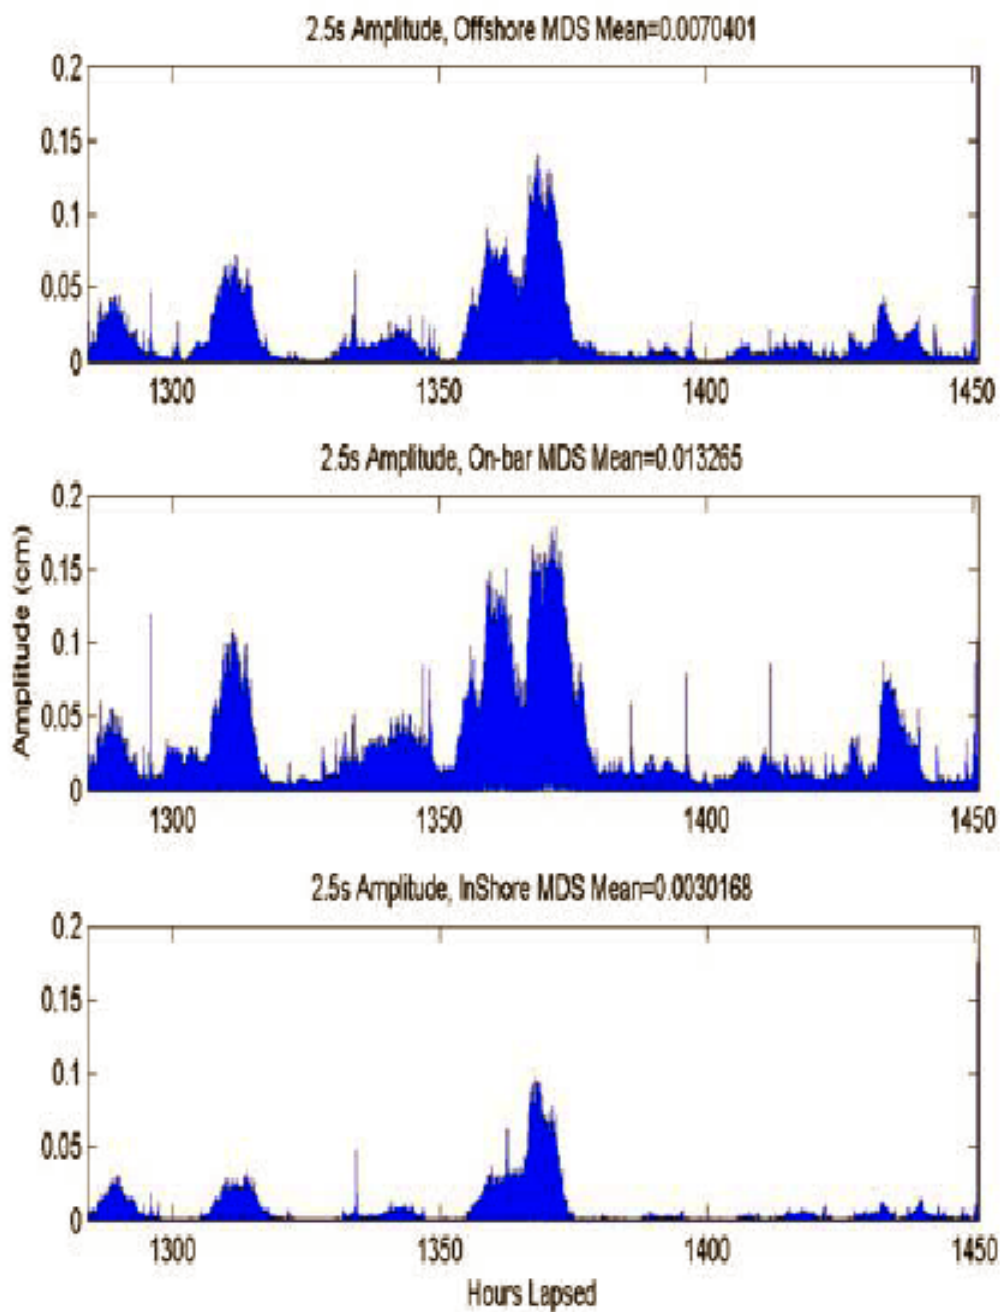 2.5s Amplitude, Offshore MDS Mean=0.0070401
0.2
0.15
0.1
0.05
0
1300 1350 1400 1450
2.5s Amplitude, On-bar MDS Mean=0.013265
Amplitude (cm)
0.2
0.15
0.1
0.05
0
1300 1350 1400 1450
2.5s Amplitude, InShore MDS Mean=0.0030168
0.2
0.15
0.1
0.05
0
1300 1350 1400 1450
Hours Lapsed